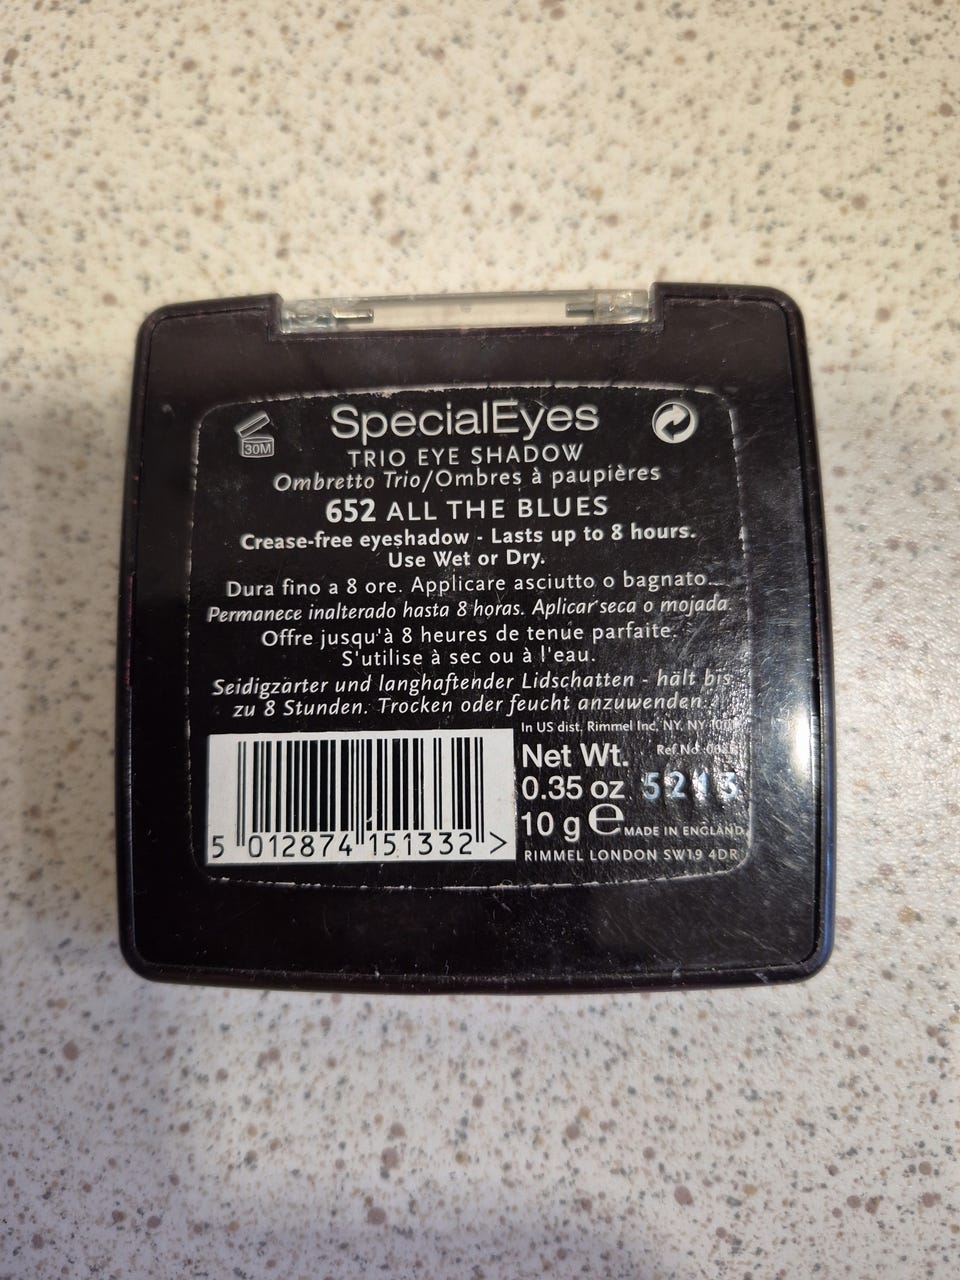 30M
SpecialEyes
TRIO EYE SHADOW
Ombretto Trio/Ombres à paupières
652 ALL THE BLUES
Crease-free eyeshadow - Lasts up to 8 hours.
Use Wet or Dry.
Dura fino a 8 ore. Applicare asciutto o bagnato.
Permanece inalterado hasta 8 horas. Aplicar seca o mojada.
Offre jusqu'à 8 heures de tenue parfaite.
S'utilise à sec ou à l'eau.
Seidigzarter und langhaftender Lidschatten - hält bis
zu 8 Stunden. Trocken oder feucht anzuwenden.
In US dist. Rimmel Inc, NY. NY
Net Wt. Ref No
0.35 oz 5213
10 g e MADE IN ENGLAND
RIMMEL LONDON SW19 4DR
5 012874 151332 >